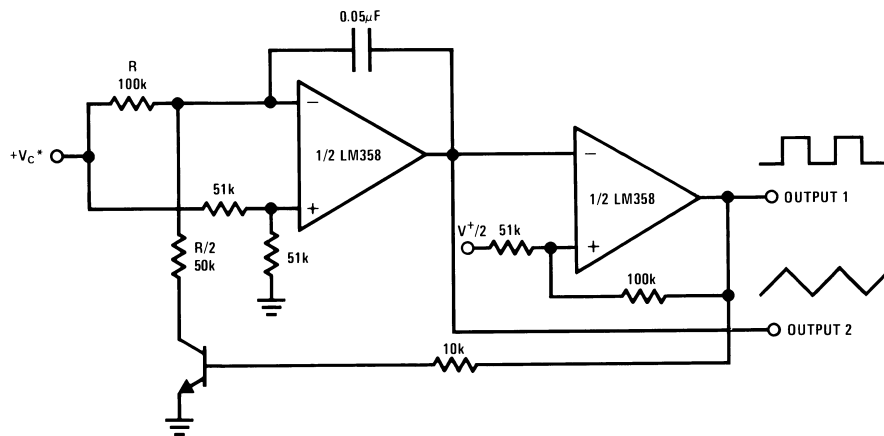 0.05μF
R
100k
+VC*
1/2 LM358
51k
51k
R/2
50k
V+/2
51k
1/2 LM358
100k
10k
OUTPUT 1
OUTPUT 2
−
+
−
+